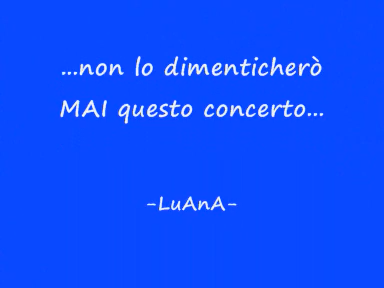 ...non lo dimenticherò
MAI questo concerto...
-LuAnA-